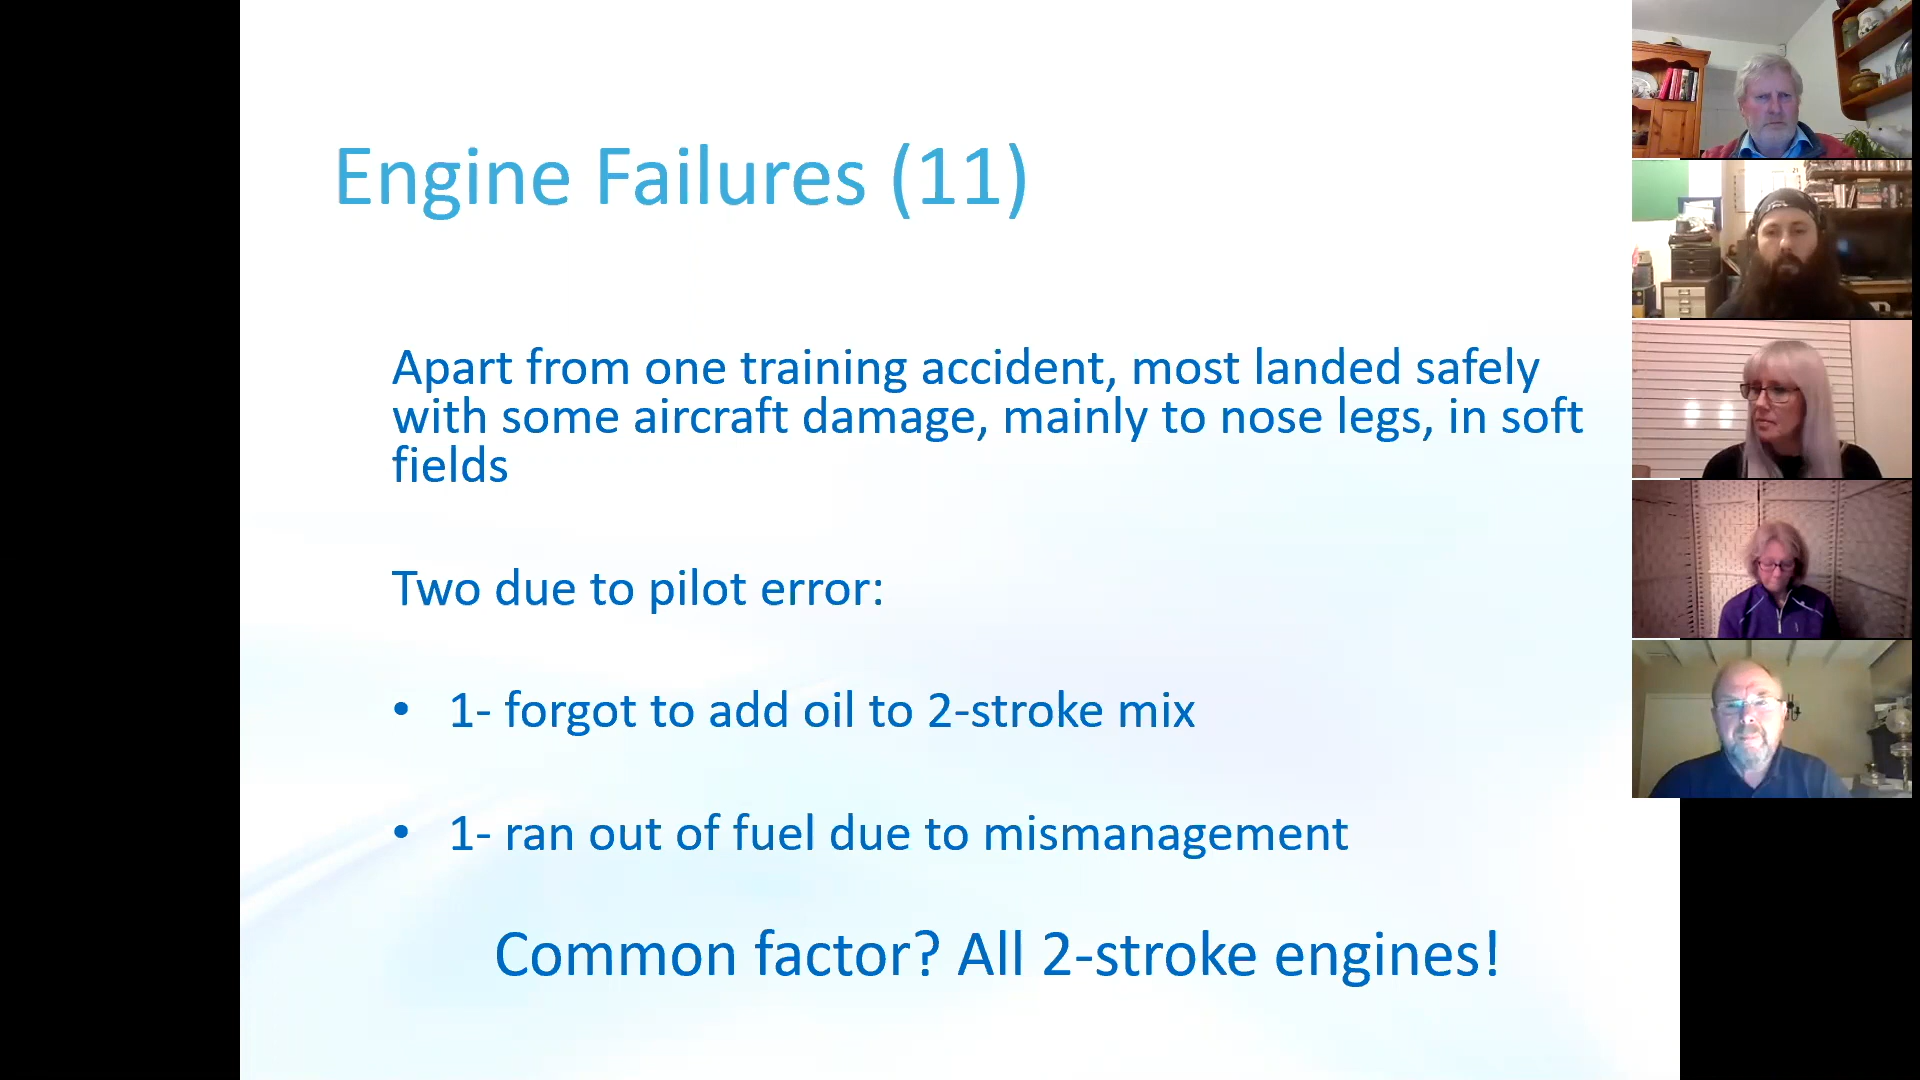 Engine Failures (11)
Apart from one training accident, most landed safely
with some aircraft damage, mainly to nose legs, in soft
fields
Two due to pilot error:
• 1- forgot to add oil to 2-stroke mix
• 1- ran out of fuel due to mismanagement
Common factor? All 2-stroke engines!